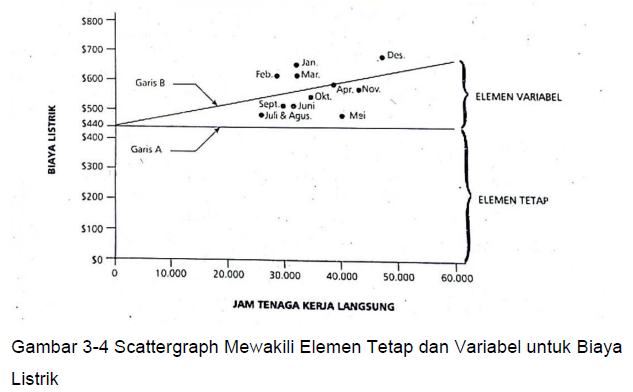 $800
$700
$600
$500
$440
$400
$300
$200
$100
$0
BIAYA LISTRIK
Garis B
Garis A
Jan.
Feb.
Mar.
Des.
Apr.
Nov.
Okt.
Sept.
Juni
Juli & Agus.
Mei
ELEMEN VARIABEL
ELEMEN TETAP
0
10.000
20.000
30.000
40.000
50.000
60.000
JAM TENAGA KERJA LANGSUNG
Gambar 3-4 Scattergraph Mewakili Elemen Tetap dan Variabel untuk Biaya
Listrik